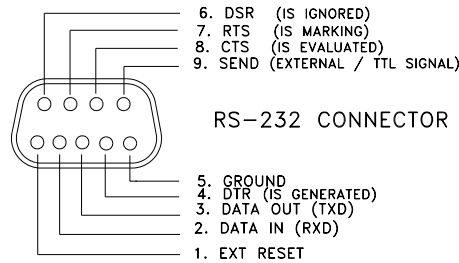 6. DSR (IS IGNORED)
7. RTS (IS MARKING)
8. CTS (IS EVALUATED)
9. SEND (EXTERNAL / TTL SIGNAL)
RS-232 CONNECTOR
5. GROUND
4. DTR (IS GENERATED)
3. DATA OUT (TXD)
2. DATA IN (RXD)
1. EXT RESET